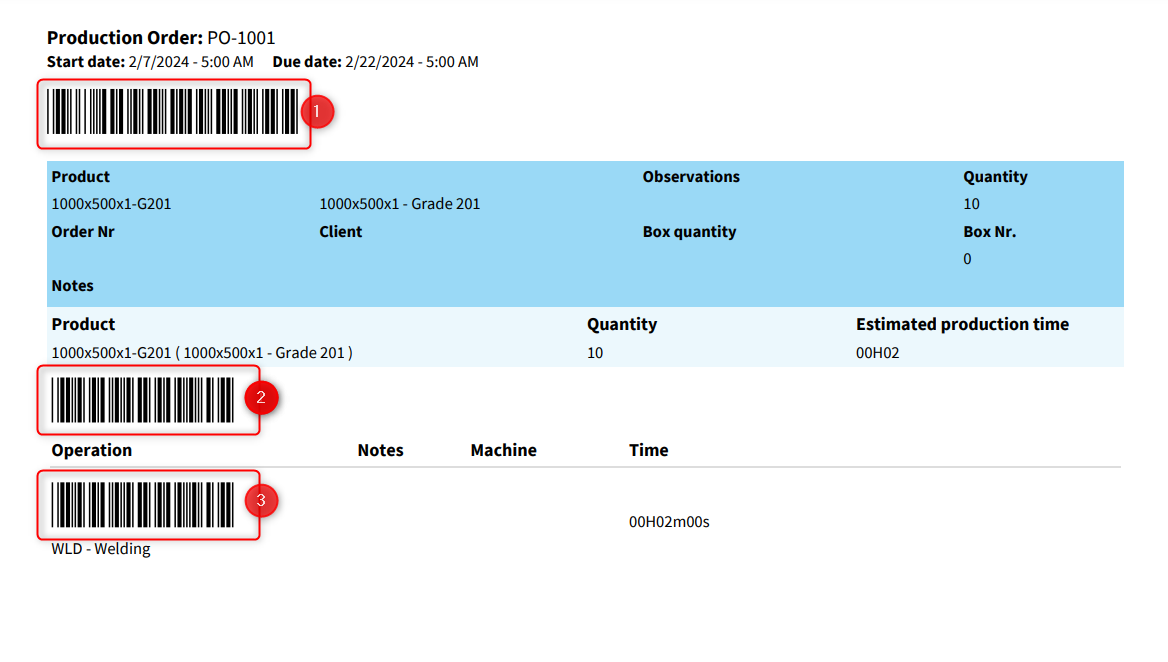 Production Order: PO-1001
Start date: 2/7/2024 - 5:00 AM Due date: 2/22/2024 - 5:00 AM
1
Product Observations Quantity
1000x500x1-G201 1000x500x1 - Grade 201 10
Order Nr Client Box quantity Box Nr.
0
Notes
Product Quantity Estimated production time
1000x500x1-G201 ( 1000x500x1 - Grade 201 ) 10 00H02
2
Operation Notes Machine Time
3
00H02m00s
WLD - Welding